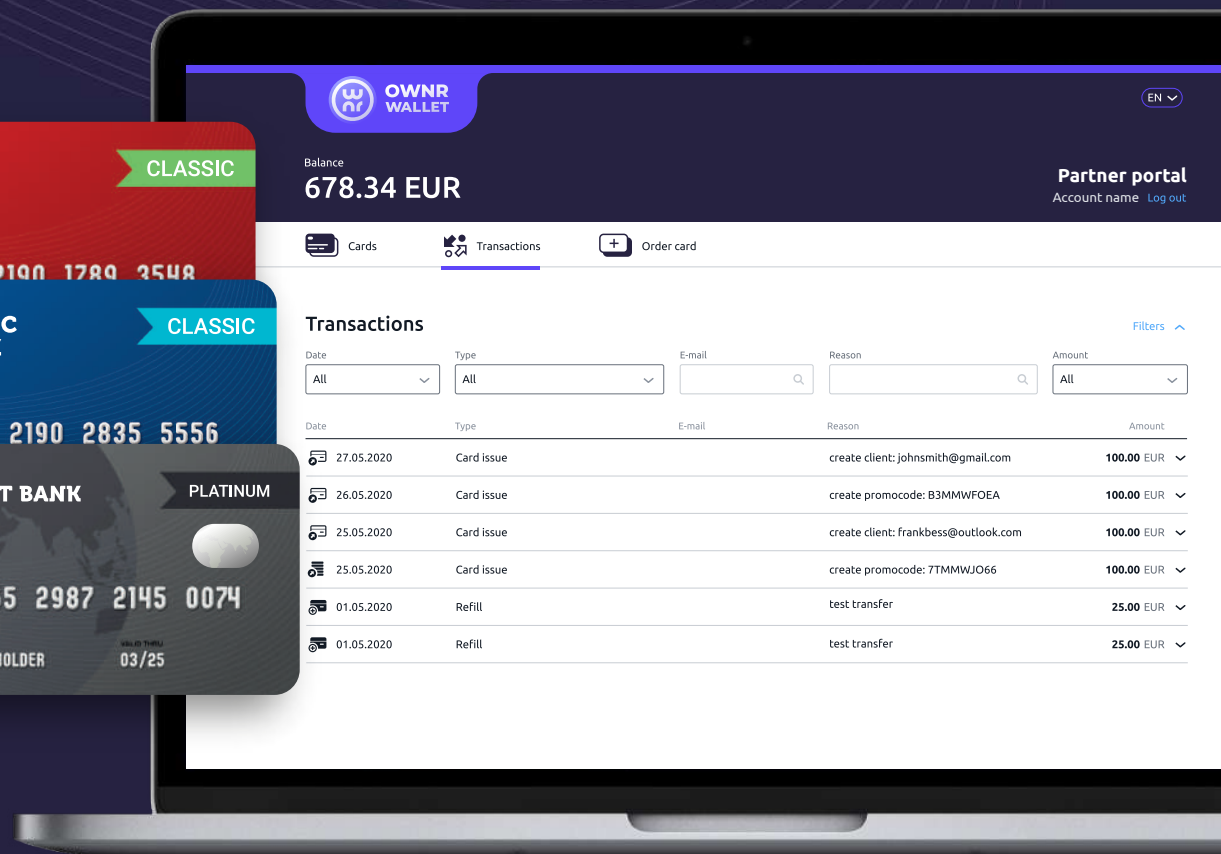 OWNR
WALLET
EN
Balance
678.34 EUR
Partner portal
Account name Log out
Cards
Transactions
Order card
Transactions
Filters
Date Type E-mail Reason Amount
All All All
Date Type E-mail Reason Amount
27.05.2020 Card issue create client: johnsmith@gmail.com 100.00 EUR
26.05.2020 Card issue create promocode: B3MMWFOEA 100.00 EUR
25.05.2020 Card issue create client: frankbess@outlook.com 100.00 EUR
25.05.2020 Card issue create promocode: 7TMMWJO66 100.00 EUR
01.05.2020 Refill test transfer 25.00 EUR
01.05.2020 Refill test transfer 25.00 EUR
CLASSIC
2190 1789 3548
C
CLASSIC
2190 2835 5556
T BANK
PLATINUM
5 2987 2145 0074
VALID THRU
OLDER
03/25